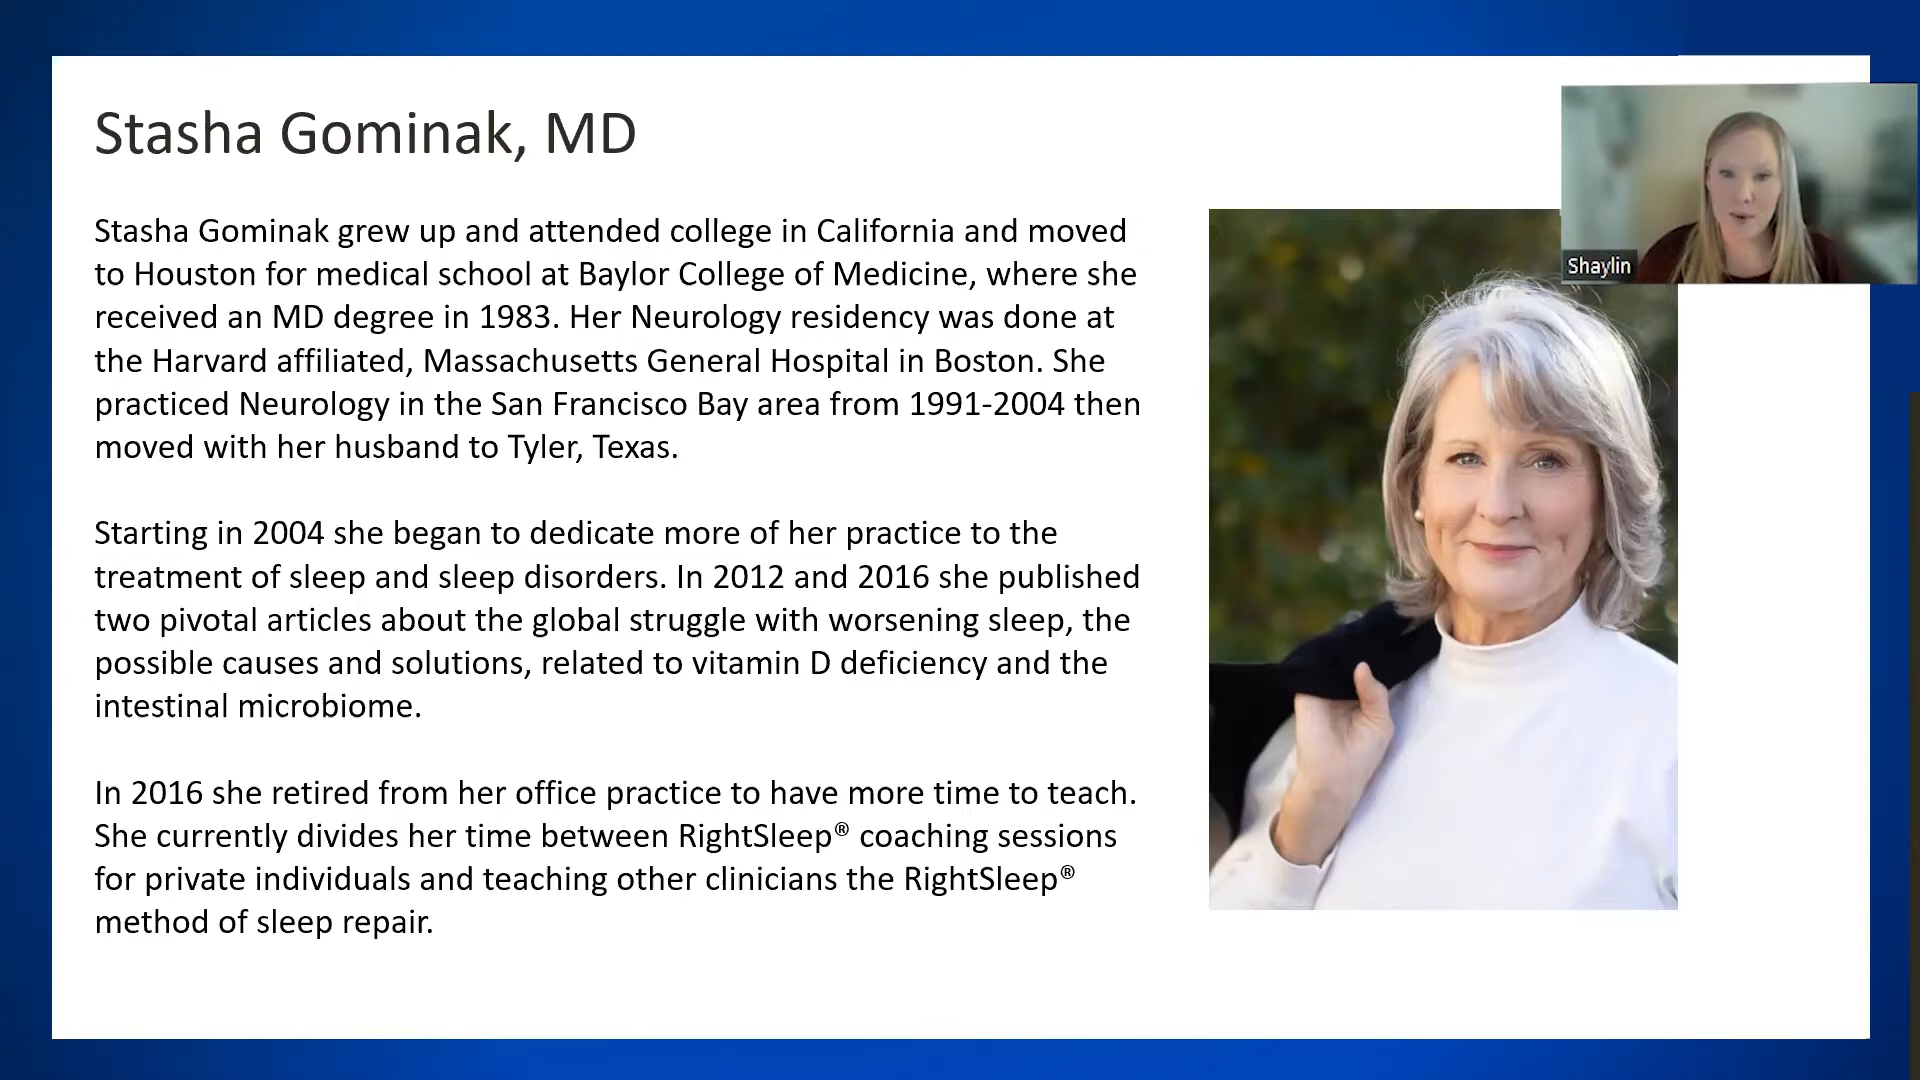 Stasha Gominak, MD
Stasha Gominak grew up and attended college in California and moved
to Houston for medical school at Baylor College of Medicine, where she
received an MD degree in 1983. Her Neurology residency was done at
the Harvard affiliated, Massachusetts General Hospital in Boston. She
practiced Neurology in the San Francisco Bay area from 1991-2004 then
moved with her husband to Tyler, Texas.
Starting in 2004 she began to dedicate more of her practice to the
treatment of sleep and sleep disorders. In 2012 and 2016 she published
two pivotal articles about the global struggle with worsening sleep, the
possible causes and solutions, related to vitamin D deficiency and the
intestinal microbiome.
In 2016 she retired from her office practice to have more time to teach.
She currently divides her time between RightSleep® coaching sessions
for private individuals and teaching other clinicians the RightSleep®
method of sleep repair.
Shaylin